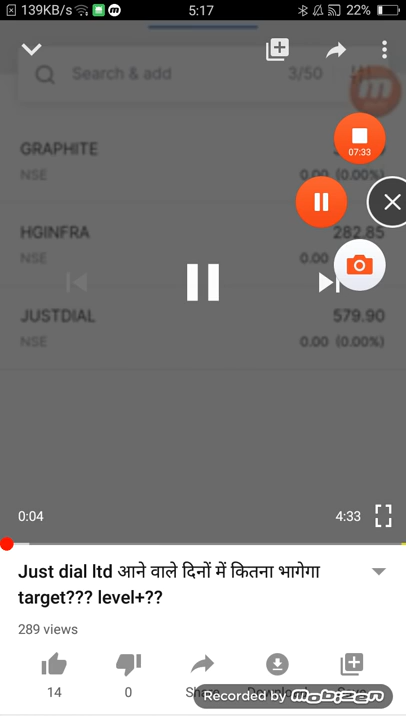 139KB/s 5:17 22%
Search & add 3/50
07:33
GRAPHITE
NSE 0.00 (0.00%)
HGINFRA 282.85
NSE 0.00
JUSTDIAL 579.90
NSE 0.00 (0.00%)
0:04 4:33
Just dial ltd आने वाले दिनों में कितना भागेगा
target??? level+??
289 views
14 0 Share
Recorded by mobizen